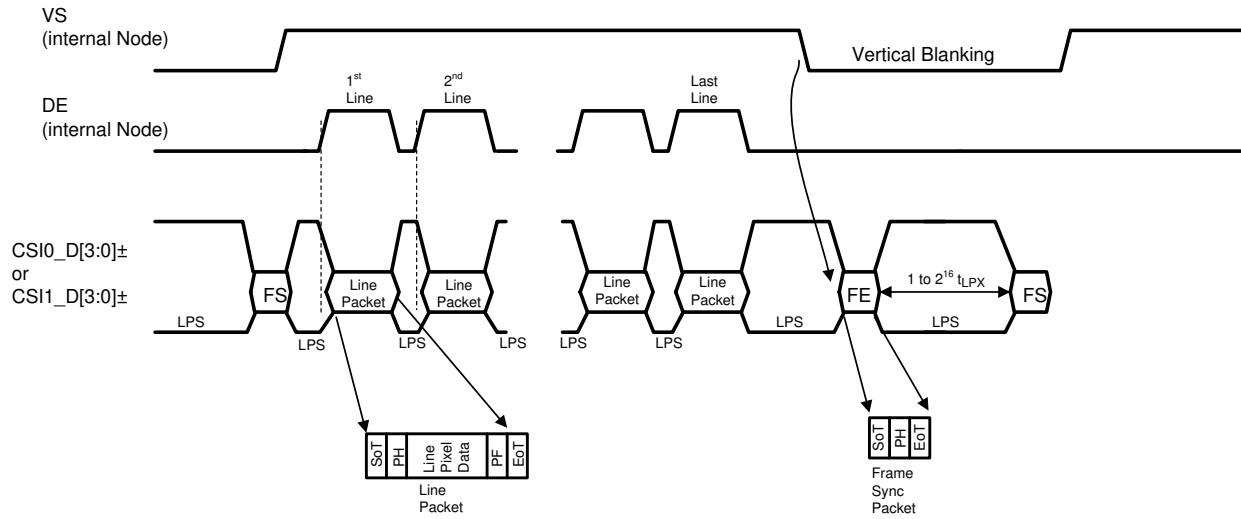 VS
(internal Node)
Vertical Blanking
DE
(internal Node)
1st
Line
2nd
Line
Last
Line
CSI0_D[3:0]±
or
CSI1_D[3:0]±
LPS
FS
LPS
Line
Packet
LPS
Line
Packet
LPS
LPS
Line
Packet
LPS
Line
Packet
LPS
FE
1 to 2^16 tLPX
LPS
FS
SoT
PH
Line
Pixel
Data
PF
EoT
Line
Packet
SoT
PH
EoT
Frame
Sync
Packet